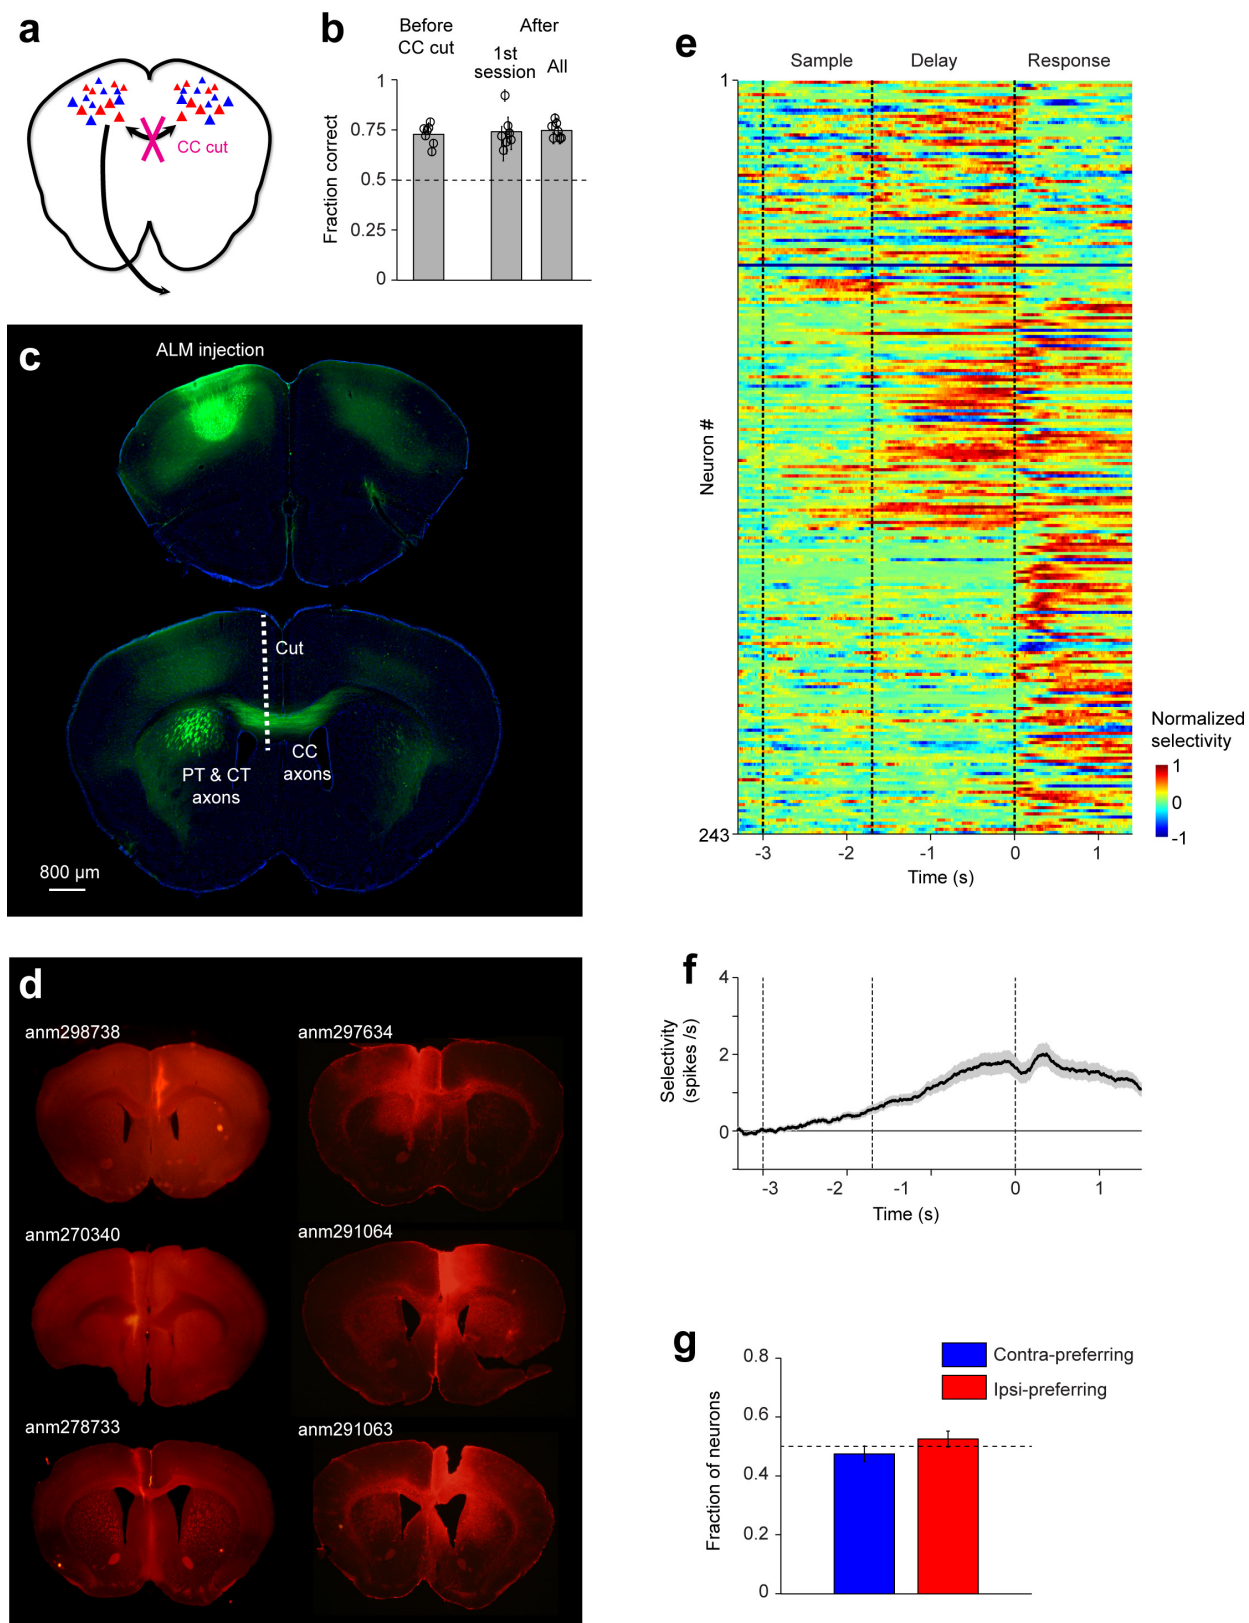 a
CC cut
b
Before
CC cut
After
1st
session
All
Fraction correct
1
0.75
0.5
0.25
0
c
ALM injection
Cut
PT & CT
axons
CC
axons
800 µm
d
anm298738
anm297634
anm270340
anm291064
anm278733
anm291063
e
Sample
Delay
Response
1
Neuron #
243
-3
-2
-1
0
1
Time (s)
Normalized
selectivity
1
0
-1
f
Selectivity
(spikes /s)
4
2
0
-3
-2
-1
0
1
Time (s)
g
Contra-preferring
Ipsi-preferring
Fraction of neurons
0.8
0.6
0.4
0.2
0